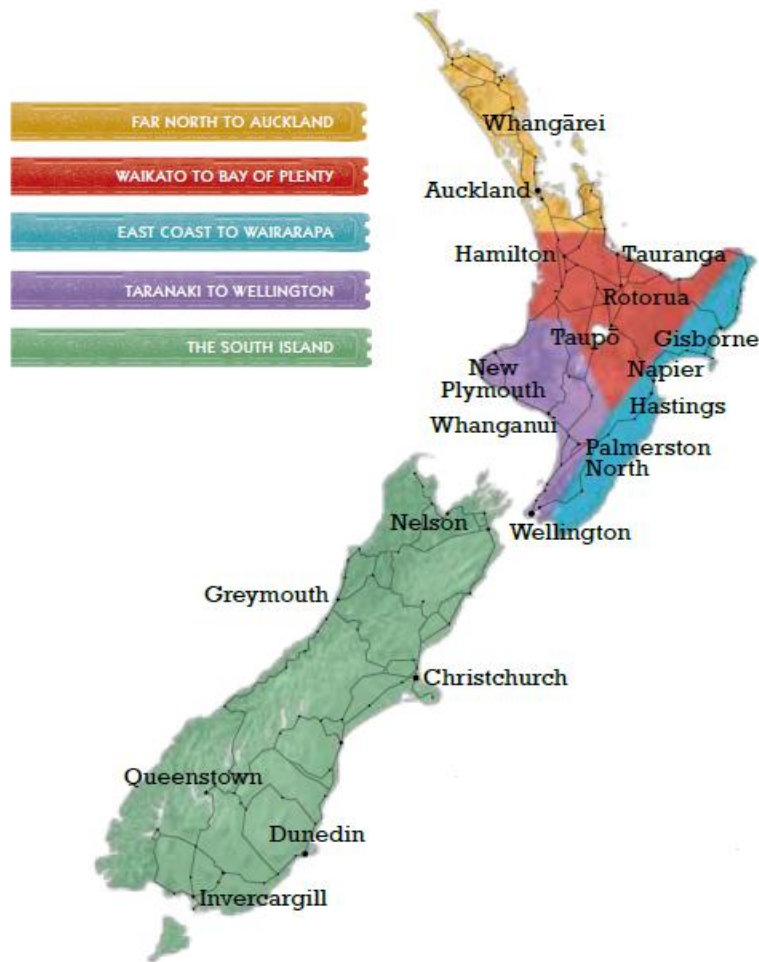 FAR NORTH TO AUCKLAND
WAIKATO TO BAY OF PLENTY
EAST COAST TO WAIRARAPA
TARANAKI TO WELLINGTON
THE SOUTH ISLAND
Whangārei
Auckland
Hamilton
Tauranga
Rotorua
Taupō
Gisborne
New
Plymouth
Napier
Hastings
Whanganui
Palmerston
North
Nelson
Wellington
Greymouth
Christchurch
Queenstown
Dunedin
Invercargill